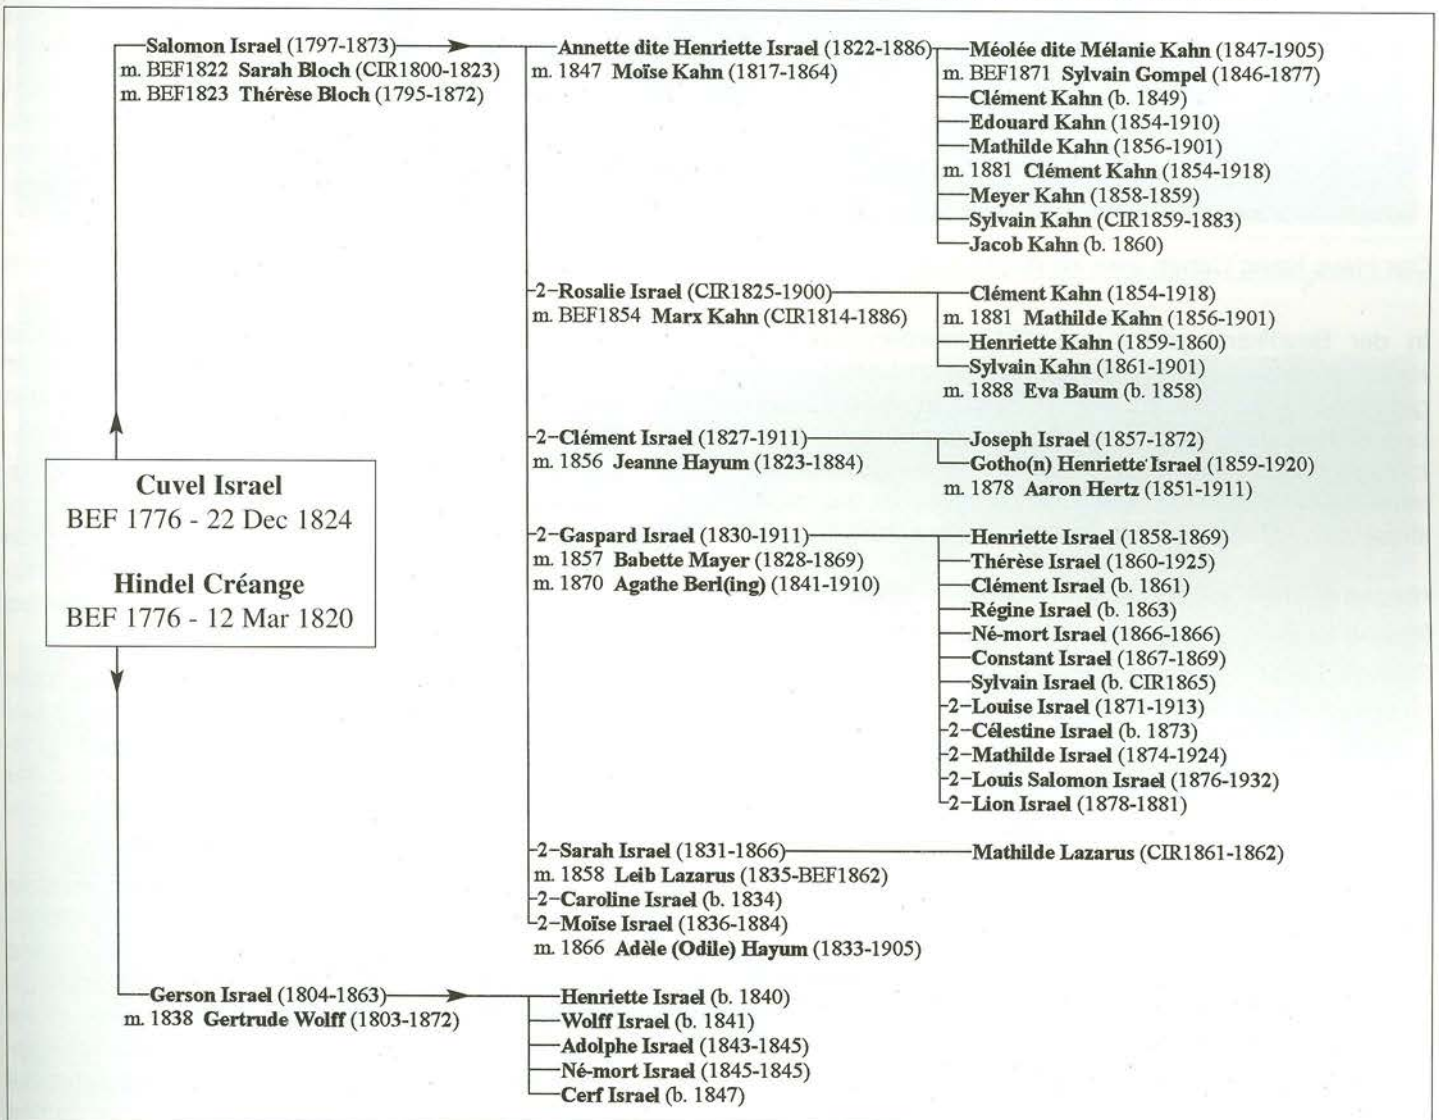 Salomon Israel (1797-1873)
m. BEF1822 Sarah Bloch (CIR1800-1823)
m. BEF1823 Thérèse Bloch (1795-1872)
Annette dite Henriette Israel (1822-1886)
m. 1847 Moïse Kahn (1817-1864)
Méolée dite Mélanie Kahn (1847-1905)
m. BEF1871 Sylvain Gompel (1846-1877)
Clément Kahn (b. 1849)
Edouard Kahn (1854-1910)
Mathilde Kahn (1856-1901)
m. 1881 Clément Kahn (1854-1918)
Meyer Kahn (1858-1859)
Sylvain Kahn (CIR1859-1883)
Jacob Kahn (b. 1860)
2-Rosalie Israel (CIR1825-1900)
m. BEF1854 Marx Kahn (CIR1814-1886)
Clément Kahn (1854-1918)
m. 1881 Mathilde Kahn (1856-1901)
Henriette Kahn (1859-1860)
Sylvain Kahn (1861-1901)
m. 1888 Eva Baum (b. 1858)
2-Clément Israel (1827-1911)
m. 1856 Jeanne Hayum (1823-1884)
Joseph Israel (1857-1872)
Gotho(n) Henriette Israel (1859-1920)
m. 1878 Aaron Hertz (1851-1911)
Cuvel Israel
BEF 1776 - 22 Dec 1824
Hindel Créange
BEF 1776 - 12 Mar 1820
2-Gaspard Israel (1830-1911)
m. 1857 Babette Mayer (1828-1869)
m. 1870 Agathe Berl(ing) (1841-1910)
Henriette Israel (1858-1869)
Thérèse Israel (1860-1925)
Clément Israel (b. 1861)
Régine Israel (b. 1863)
Né-mort Israel (1866-1866)
Constant Israel (1867-1869)
Sylvain Israel (b. CIR1865)
2-Louise Israel (1871-1913)
2-Célestine Israel (b. 1873)
2-Mathilde Israel (1874-1924)
2-Louis Salomon Israel (1876-1932)
2-Lion Israel (1878-1881)
2-Sarah Israel (1831-1866)
m. 1858 Leib Lazarus (1835-BEF1862)
Mathilde Lazarus (CIR1861-1862)
2-Caroline Israel (b. 1834)
2-Moïse Israel (1836-1884)
m. 1866 Adèle (Odile) Hayum (1833-1905)
Gerson Israel (1804-1863)
m. 1838 Gertrude Wolff (1803-1872)
Henriette Israel (b. 1840)
Wolff Israel (b. 1841)
Adolphe Israel (1843-1845)
Né-mort Israel (1845-1845)
Cerf Israel (b. 1847)